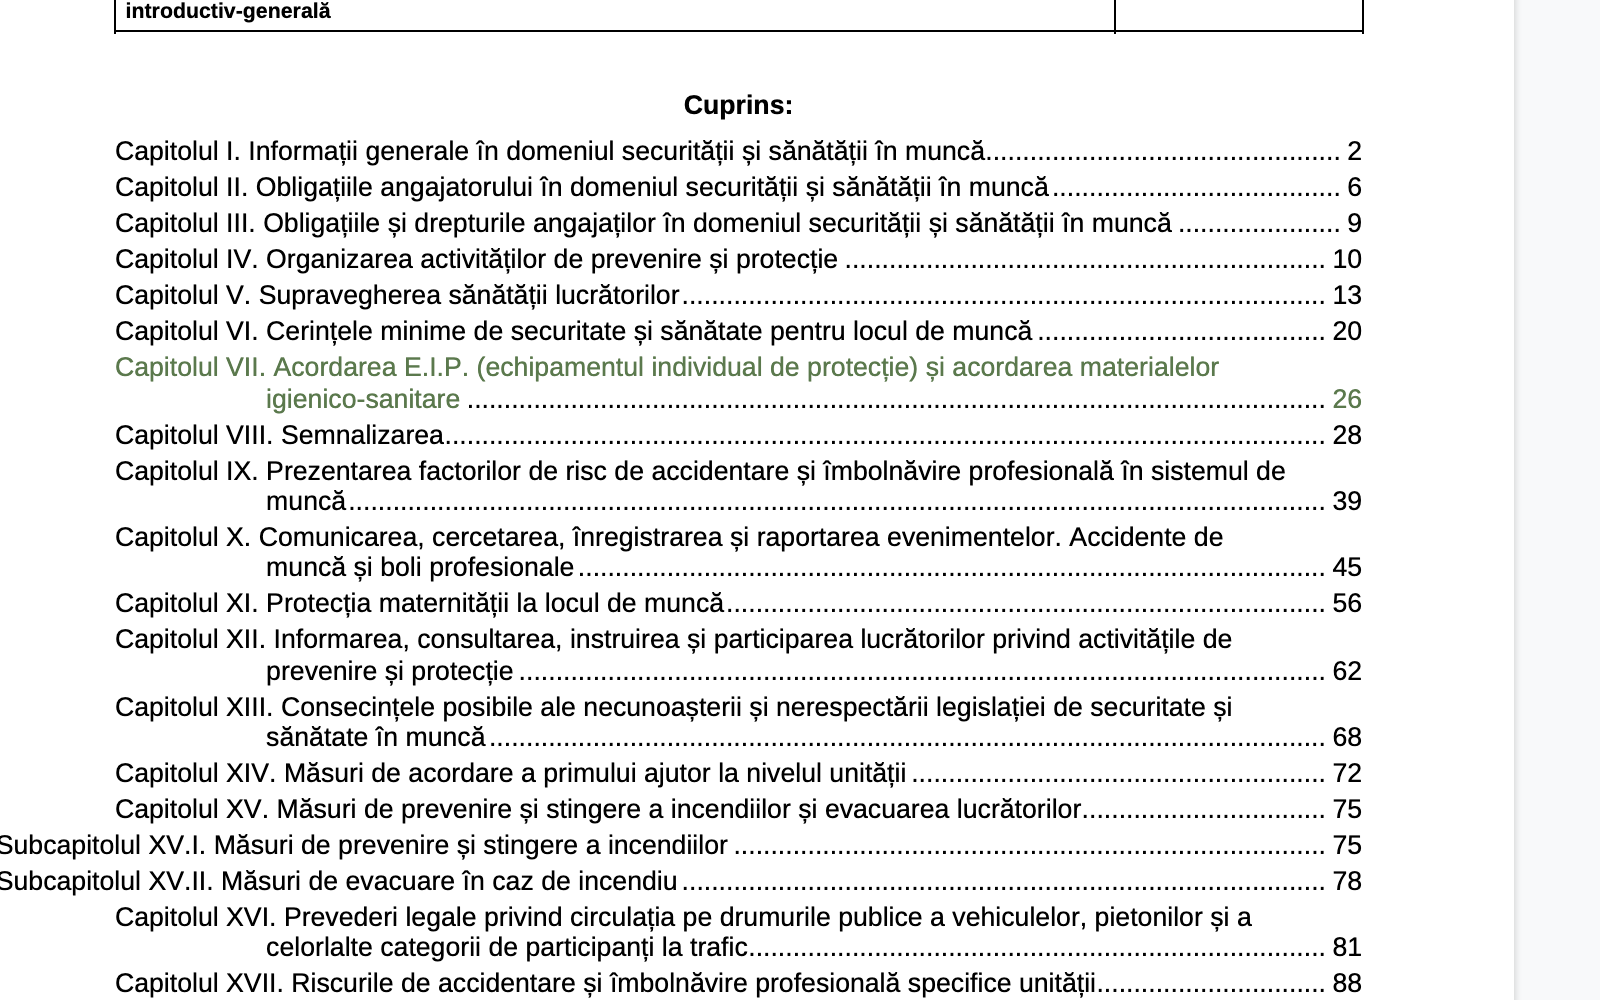 introductiv-generală
Cuprins:
Capitolul I. Informații generale în domeniul securității și sănătății în muncă................................................ 2
Capitolul II. Obligațiile angajatorului în domeniul securității și sănătății în muncă....................................... 6
Capitolul III. Obligațiile și drepturile angajaților în domeniul securității și sănătății în muncă ...................... 9
Capitolul IV. Organizarea activităților de prevenire și protecție ................................................................. 10
Capitolul V. Supravegherea sănătății lucrătorilor....................................................................................... 13
Capitolul VI. Cerințele minime de securitate și sănătate pentru locul de muncă ....................................... 20
Capitolul VII. Acordarea E.I.P. (echipamentul individual de protecție) și acordarea materialelor
igienico-sanitare .................................................................................................................... 26
Capitolul VIII. Semnalizarea....................................................................................................................... 28
Capitolul IX. Prezentarea factorilor de risc de accidentare și îmbolnăvire profesională în sistemul de
muncă.................................................................................................................................... 39
Capitolul X. Comunicarea, cercetarea, înregistrarea și raportarea evenimentelor. Accidente de
muncă și boli profesionale..................................................................................................... 45
Capitolul XI. Protecția maternității la locul de muncă................................................................................. 56
Capitolul XII. Informarea, consultarea, instruirea și participarea lucrătorilor privind activitățile de
prevenire și protecție ............................................................................................................. 62
Capitolul XIII. Consecințele posibile ale necunoașterii și nerespectării legislației de securitate și
sănătate în muncă................................................................................................................. 68
Capitolul XIV. Măsuri de acordare a primului ajutor la nivelul unității ........................................................ 72
Capitolul XV. Măsuri de prevenire și stingere a incendiilor și evacuarea lucrătorilor................................. 75
Subcapitolul XV.I. Măsuri de prevenire și stingere a incendiilor ................................................................................ 75
Subcapitolul XV.II. Măsuri de evacuare în caz de incendiu....................................................................................... 78
Capitolul XVI. Prevederi legale privind circulația pe drumurile publice a vehiculelor, pietonilor și a
celorlalte categorii de participanți la trafic.............................................................................. 81
Capitolul XVII. Riscurile de accidentare și îmbolnăvire profesională specifice unității............................... 88